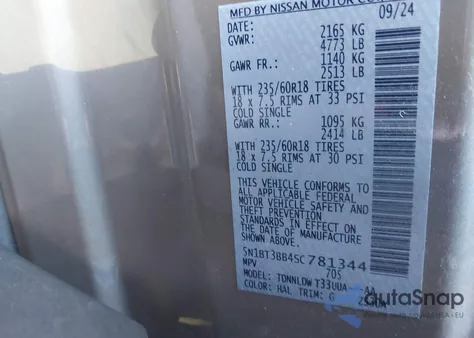 MFD BY NISSAN MOTOR CO
DATE: 09/24
GVWR: 2165 KG
4773 LB
GAWR FR.: 1140 KG
2513 LB
WITH 235/60R18 TIRES
18 x 7.5 RIMS AT 33 PSI
COLD SINGLE
GAWR RR.: 1095 KG
2414 LB
WITH 235/60R18 TIRES
18 x 7.5 RIMS AT 30 PSI
COLD SINGLE
THIS VEHICLE CONFORMS TO
ALL APPLICABLE FEDERAL
MOTOR VEHICLE SAFETY AND
THEFT PREVENTION
STANDARDS IN EFFECT ON
THE DATE OF MANUFACTURE
5N1BT3BB4SC781344
MPV 705
MODEL: TDNNLDW T33UUA
COLOR: HAL TRIM: G
autoSnap